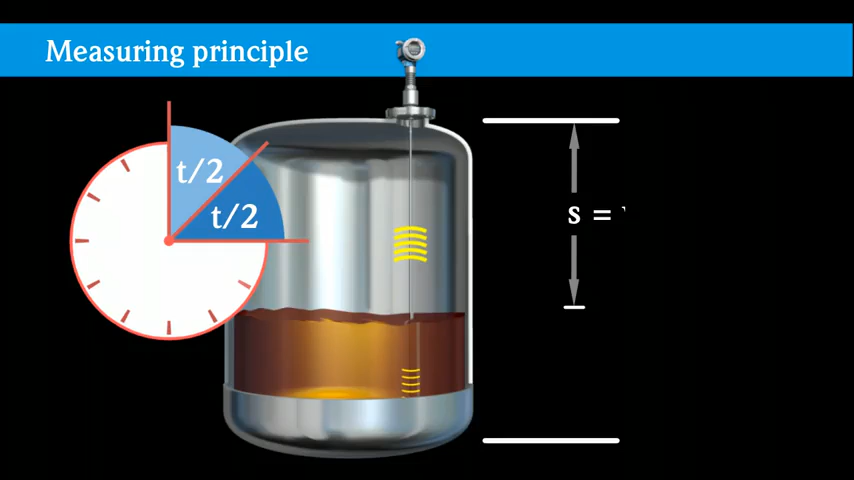 Measuring principle
t/2
t/2
s =